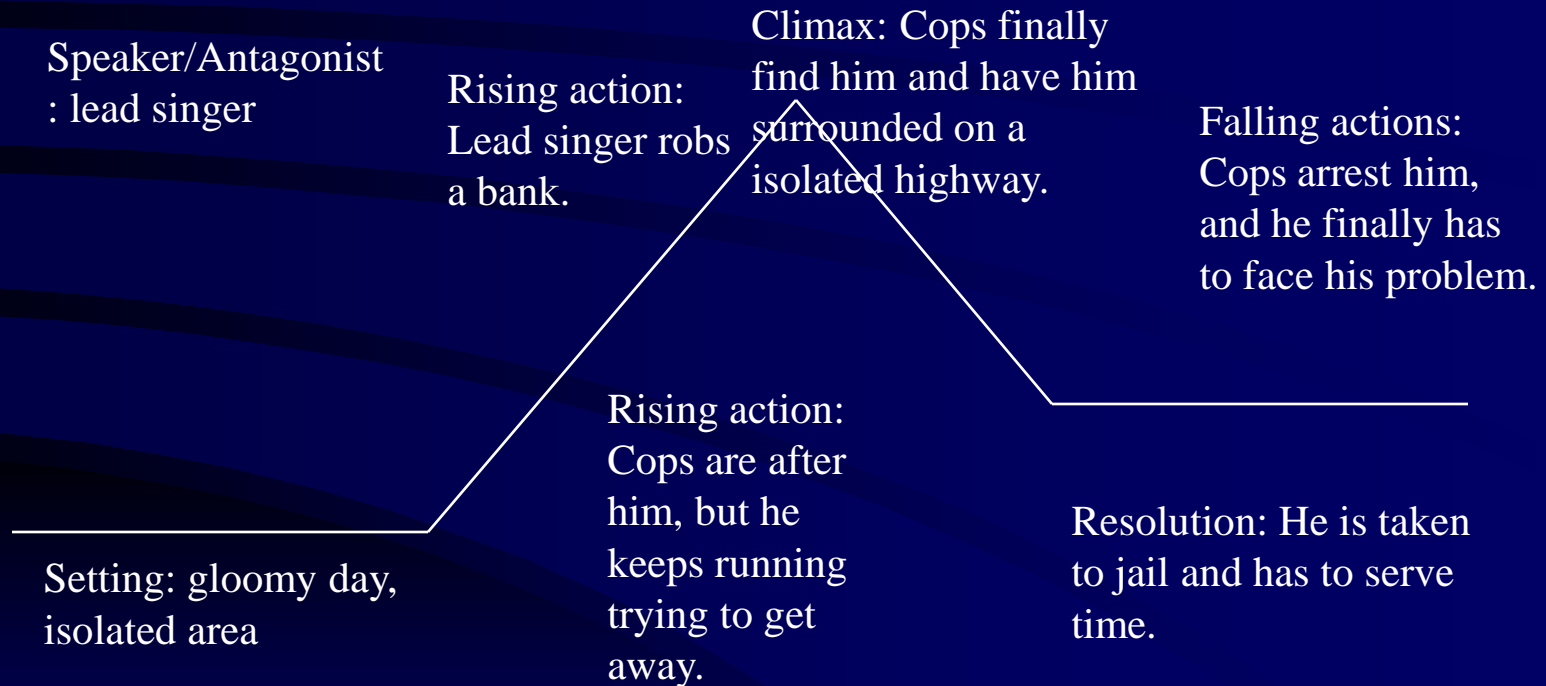 Speaker/Antagonist
: lead singer
Setting: gloomy day,
isolated area
Rising action:
Lead singer robs
a bank.
Rising action:
Cops are after
him, but he
keeps running
trying to get
away.
Climax: Cops finally
find him and have him
surrounded on a
isolated highway.
Falling actions:
Cops arrest him,
and he finally has
to face his problem.
Resolution: He is taken
to jail and has to serve
time.